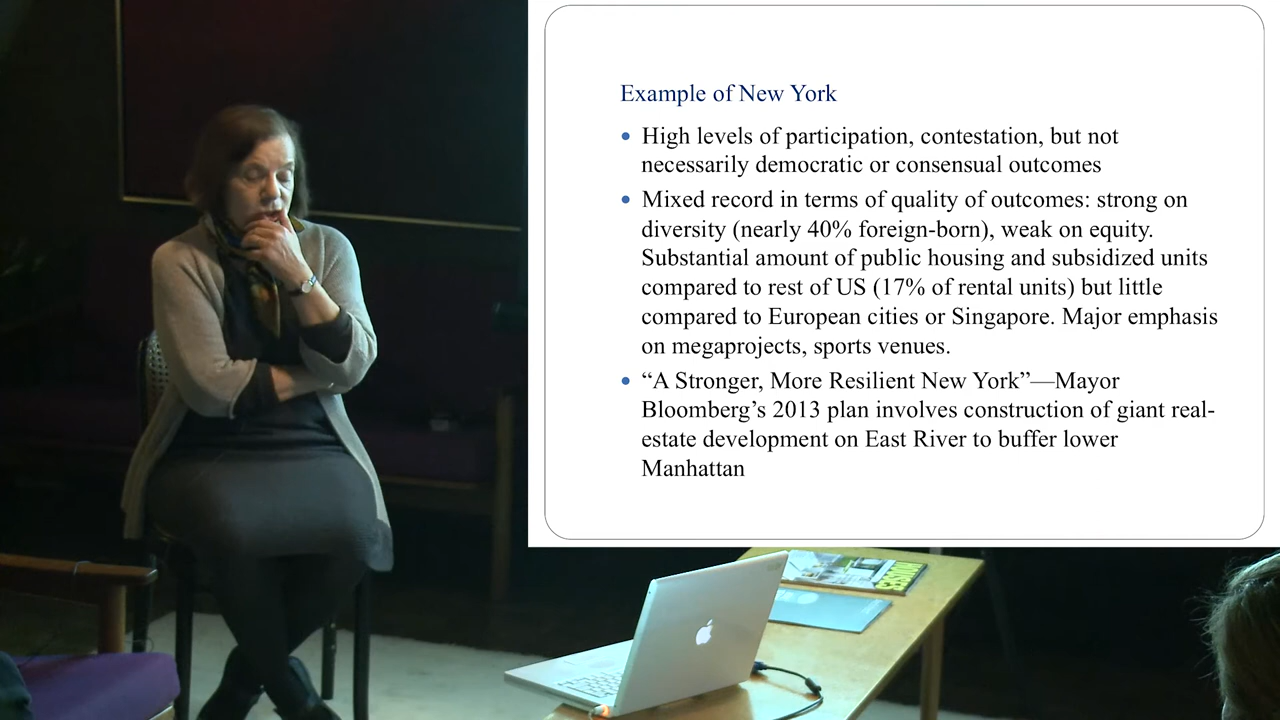 Example of New York
• High levels of participation, contestation, but not
necessarily democratic or consensual outcomes
• Mixed record in terms of quality of outcomes: strong on
diversity (nearly 40% foreign-born), weak on equity.
Substantial amount of public housing and subsidized units
compared to rest of US (17% of rental units) but little
compared to European cities or Singapore. Major emphasis
on megaprojects, sports venues.
• “A Stronger, More Resilient New York”—Mayor
Bloomberg’s 2013 plan involves construction of giant real-
estate development on East River to buffer lower
Manhattan